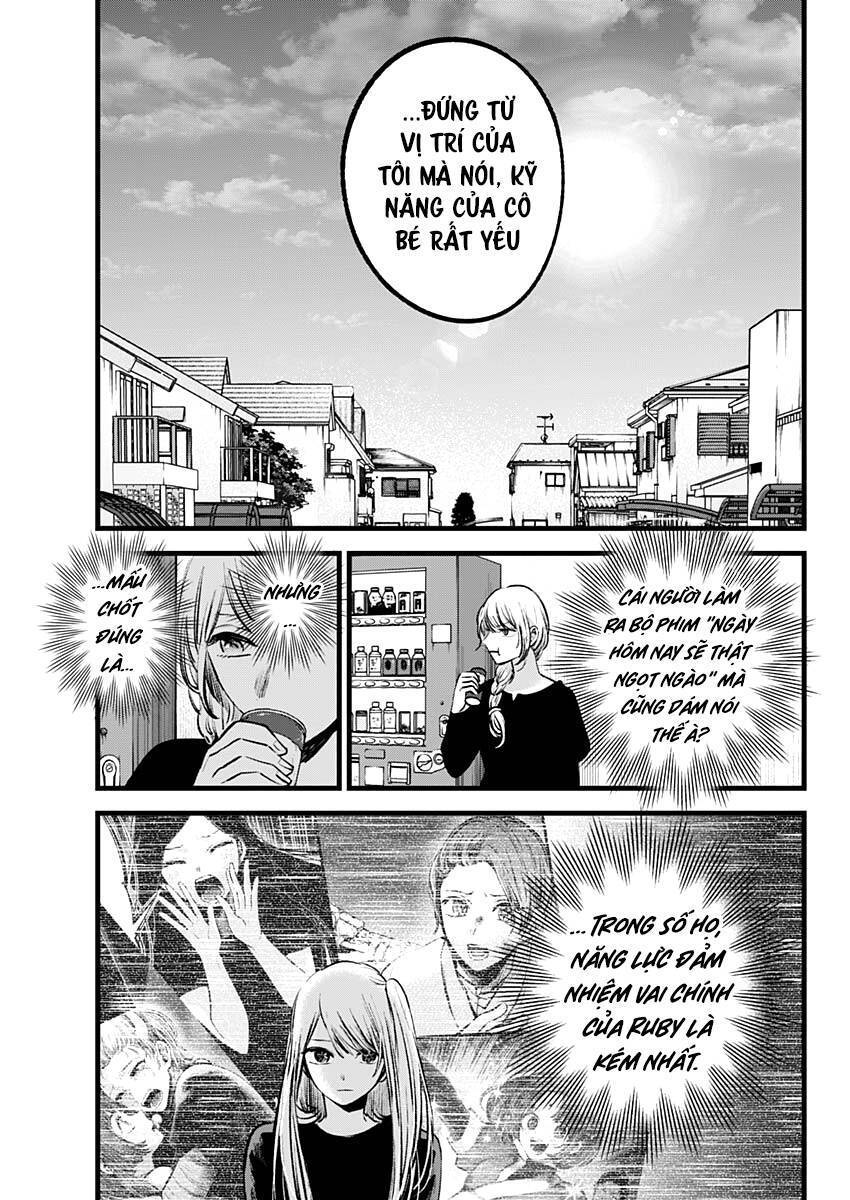 ...ĐỨNG TỪ
VỊ TRÍ CỦA
TÔI MÀ NÓI, KỸ
NĂNG CỦA CÔ
BÉ RẤT YẾU
CÁI NGƯỜI LÀM
RA BỘ PHIM "NGÀY
HÔM NAY SẼ THẬT
NGỌT NGÀO" MÀ
CŨNG DÁM NÓI
THẾ À?
NHƯNG
...
...MẤU
CHỐT
ĐÚNG
LÀ...
...TRONG SỐ HỌ,
NĂNG LỰC ĐẢM
NHIỆM VAI CHÍNH
CỦA RUBY LÀ
KÉM NHẤT.